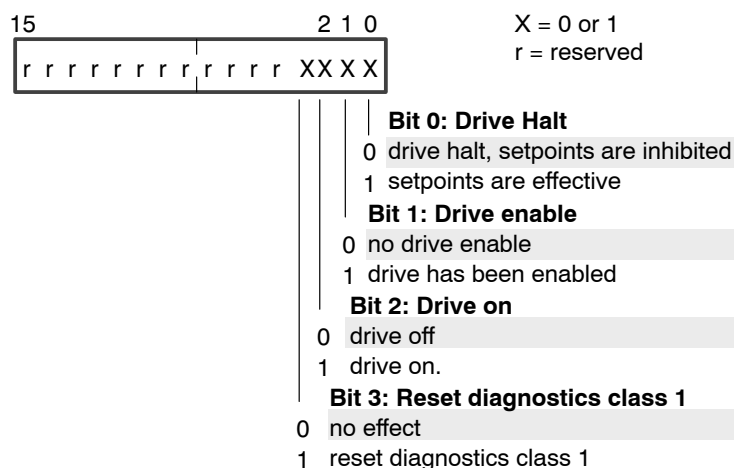 15 2 1 0 X = 0 or 1
r = reserved
r r r r r r r r r r r r XX X X
Bit 0: Drive Halt
0 drive halt, setpoints are inhibited
1 setpoints are effective
Bit 1: Drive enable
0 no drive enable
1 drive has been enabled
Bit 2: Drive on
0 drive off
1 drive on.
Bit 3: Reset diagnostics class 1
0 no effect
1 reset diagnostics class 1